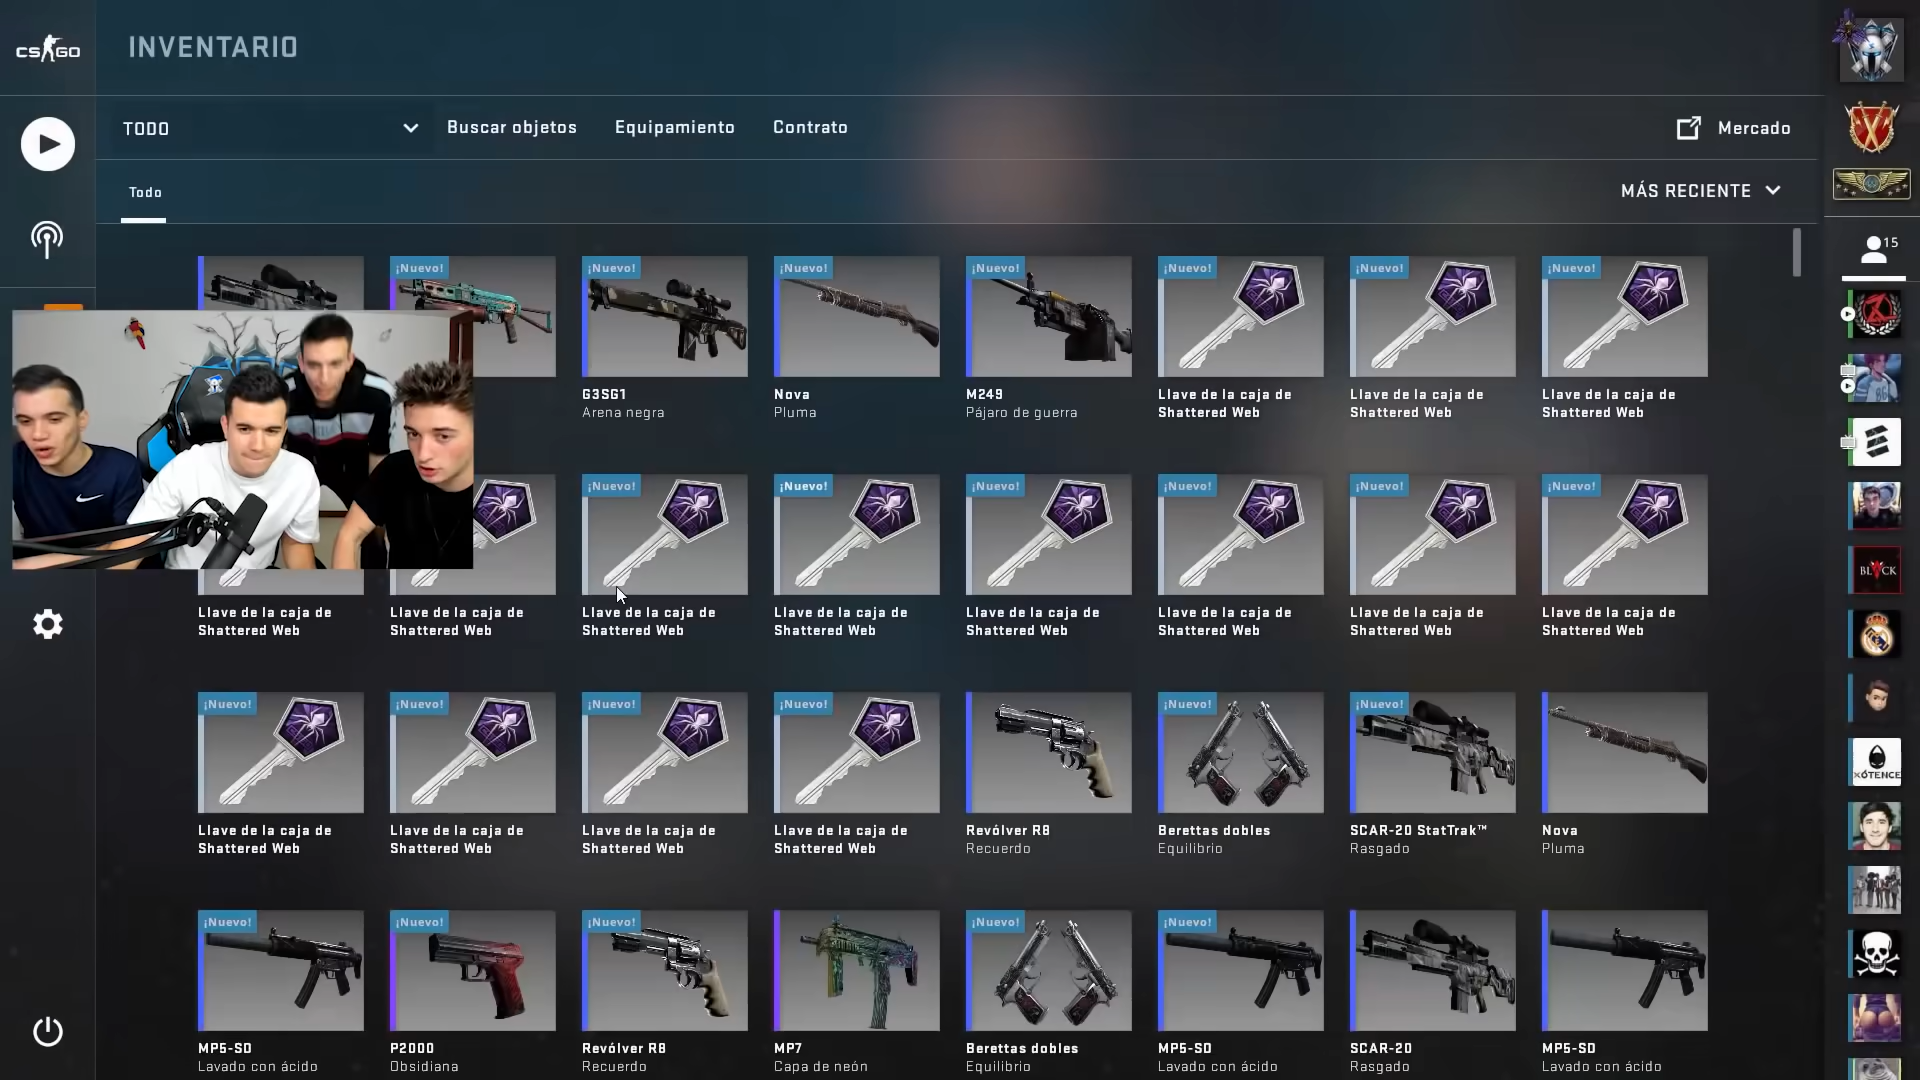 CS GO
INVENTARIO
TODO
Buscar objetos
Equipamiento
Contrato
Mercado
Todo
MÁS RECIENTE
15
¡Nuevo!
¡Nuevo!
¡Nuevo!
¡Nuevo!
¡Nuevo!
¡Nuevo!
¡Nuevo!
G3SG1
Arena negra
Nova
Pluma
M249
Pájaro de guerra
Llave de la caja de
Shattered Web
Llave de la caja de
Shattered Web
Llave de la caja de
Shattered Web
¡Nuevo!
¡Nuevo!
¡Nuevo!
¡Nuevo!
¡Nuevo!
¡Nuevo!
Llave de la caja de
Shattered Web
Llave de la caja de
Shattered Web
Llave de la caja de
Shattered Web
Llave de la caja de
Shattered Web
Llave de la caja de
Shattered Web
Llave de la caja de
Shattered Web
Llave de la caja de
Shattered Web
Llave de la caja de
Shattered Web
BLACK
¡Nuevo!
¡Nuevo!
¡Nuevo!
¡Nuevo!
¡Nuevo!
¡Nuevo!
Llave de la caja de
Shattered Web
Llave de la caja de
Shattered Web
Llave de la caja de
Shattered Web
Llave de la caja de
Shattered Web
Revólver R8
Recuerdo
Berettas dobles
Equilibrio
SCAR-20 StatTrak™
Rasgado
Nova
Pluma
XÓTENCE
¡Nuevo!
¡Nuevo!
¡Nuevo!
¡Nuevo!
¡Nuevo!
MP5-SD
Lavado con ácido
P2000
Obsidiana
Revólver R8
Recuerdo
MP7
Capa de neón
Berettas dobles
Equilibrio
MP5-SD
Lavado con ácido
SCAR-20
Rasgado
MP5-SD
Lavado con ácido